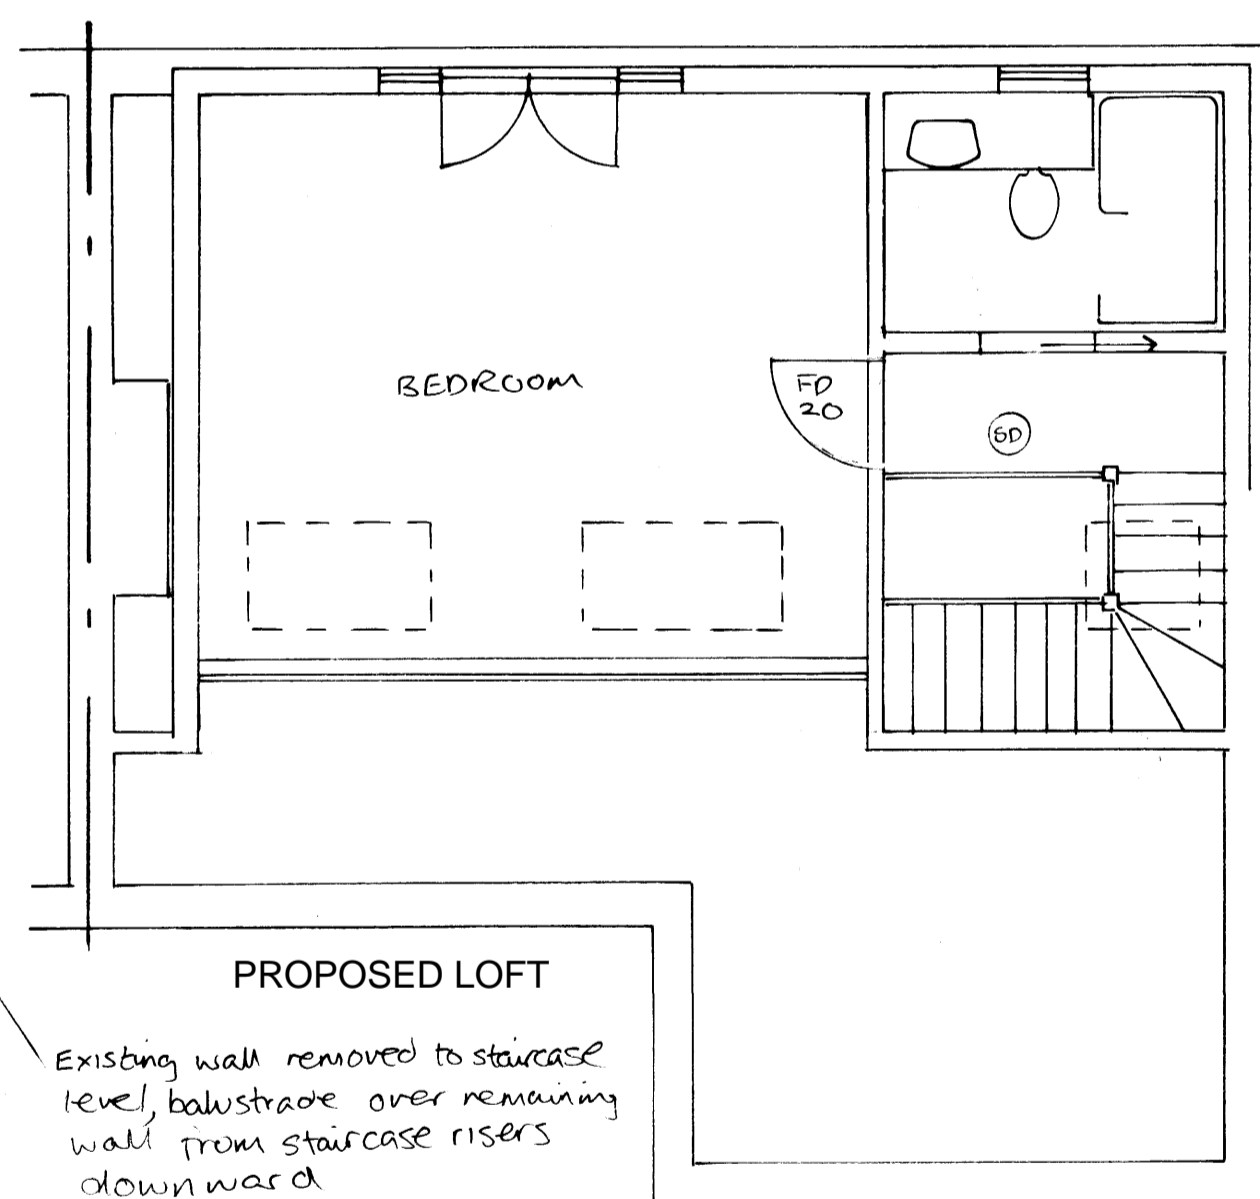 BEDROOM
FD
20
SD
PROPOSED LOFT
Existing wall removed to staircase
level, balustrade over remaining
wall from staircase risers
downward